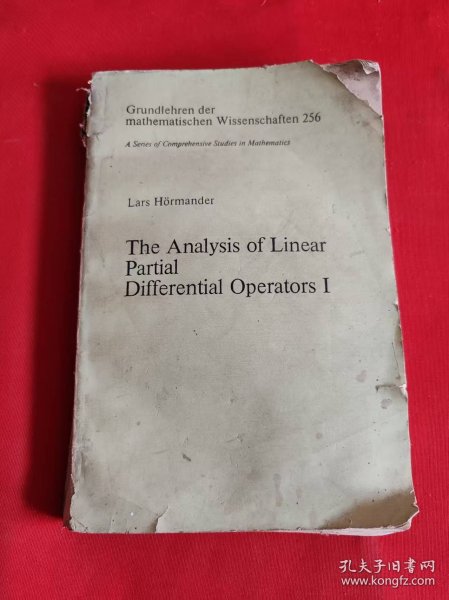 Grundlehren der
mathematischen Wissenschaften 256
A Series of Comprehensive Studies in Mathematics
Lars Hörmander
The Analysis of Linear
Partial
Differential Operators I
孔夫子旧书网
www.kongfz.com